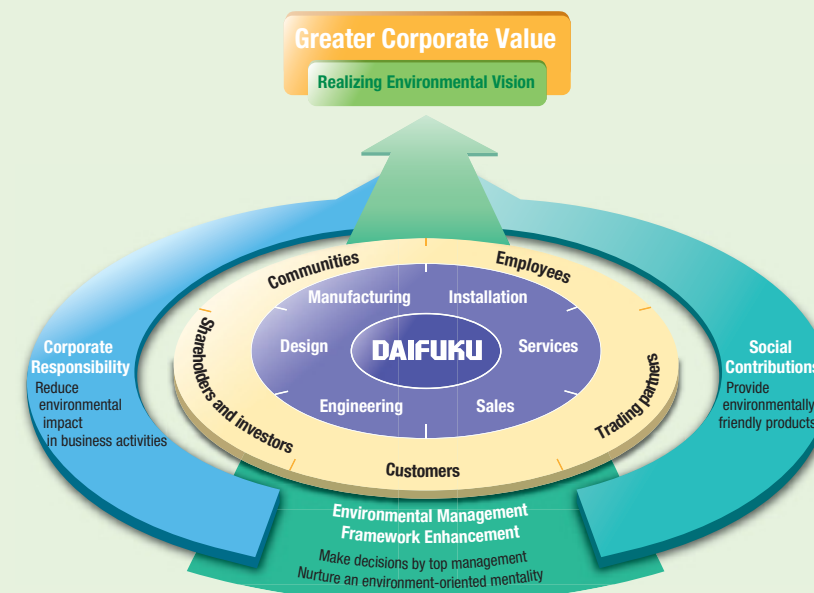 Greater Corporate Value
Realizing Environmental Vision
Communities
Employees
Manufacturing
Installation
Shareholders and investors
Design
DAIFUKU
Services
Trading partners
Engineering
Sales
Customers
Corporate
Responsibility
Reduce
environmental
impact
in business activities
Social
Contributions
Provide
environmentally
friendly products
Environmental Management
Framework Enhancement
Make decisions by top management
Nurture an environment-oriented mentality